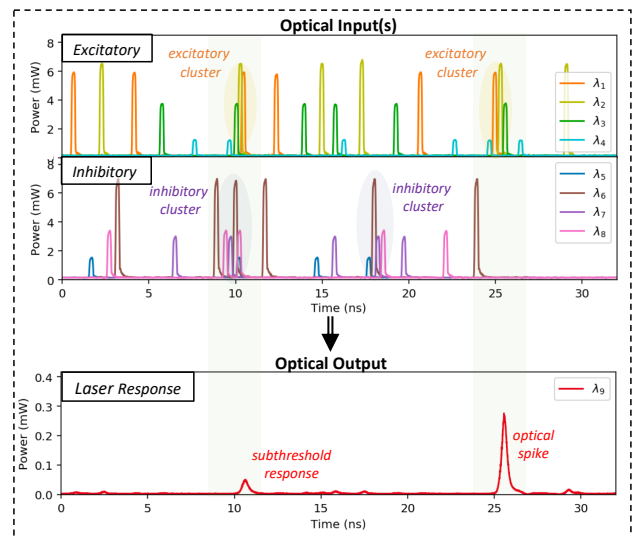 Optical Input(s)
Excitatory
excitatory
cluster
excitatory
cluster
Power (mW)
8
6
4
2
0
λ1
λ2
λ3
λ4
Inhibitory
inhibitory
cluster
inhibitory
cluster
Power (mW)
8
6
4
2
0
λ5
λ6
λ7
λ8
0 5 10 15 20 25 30
Time (ns)
Optical Output
Laser Response
Power (mW)
0.4
0.3
0.2
0.1
0.0
λ9
subthreshold
response
optical
spike
0 5 10 15 20 25 30
Time (ns)